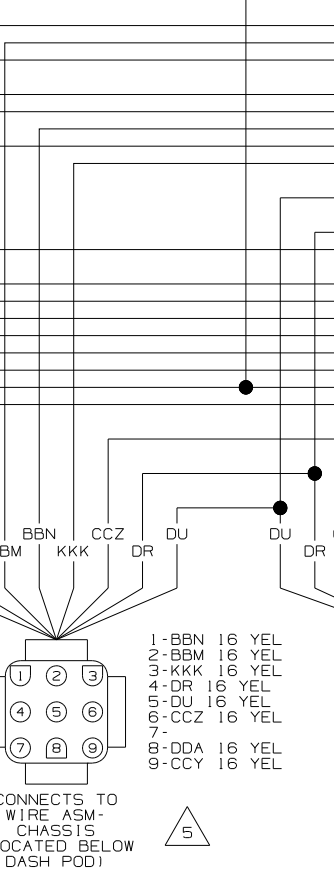 BBN
CCZ
DU
DU
BM
KKK
DR
DR
1-BBN 16 YEL
2-BBM 16 YEL
3-KKK 16 YEL
4-DR 16 YEL
5-DU 16 YEL
6-CCZ 16 YEL
7-
8-DDA 16 YEL
9-CCY 16 YEL
1 2 3
4 5 6
7 8 9
CONNECTS TO
WIRE ASM-
CHASSIS
OCATED BELOW
DASH POD)
5